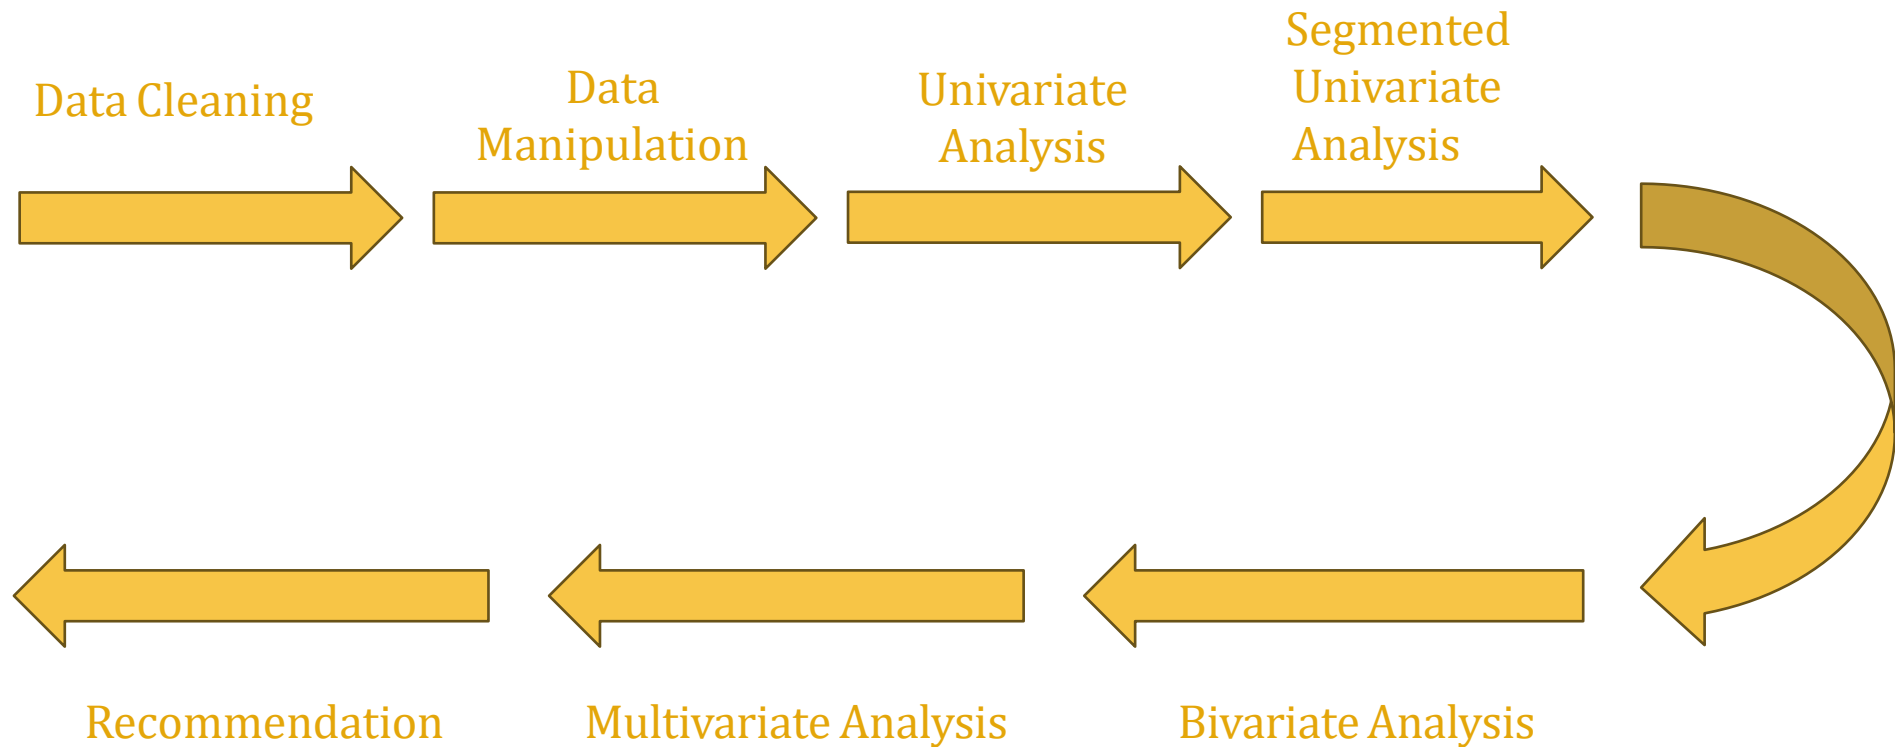 Data Cleaning
Data
Manipulation
Univariate
Analysis
Segmented
Univariate
Analysis
Recommendation
Multivariate Analysis
Bivariate Analysis